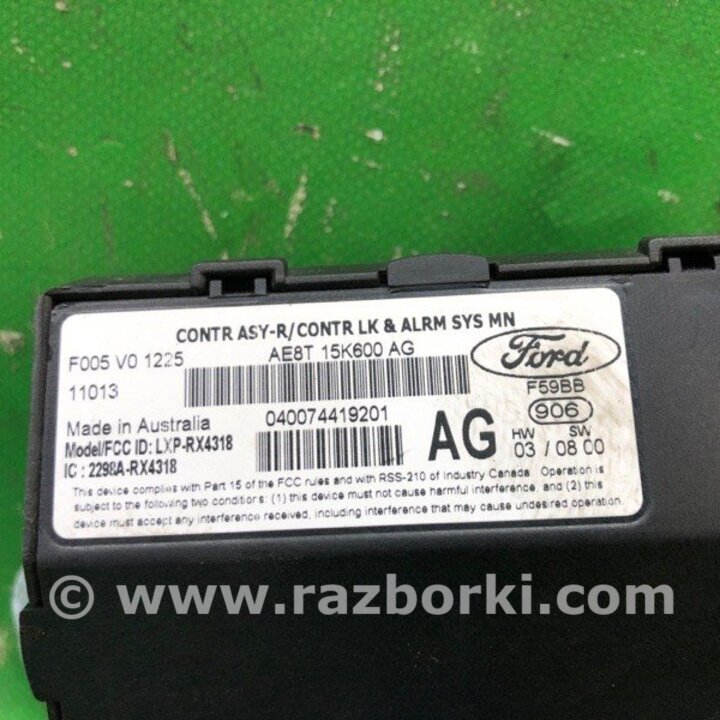 CONTR ASY-R/CONTR LK & ALRM SYS MN
F005 V0 1225
AE8T 15K600 AG
Ford
11013
F59BB
Made in Australia
040074419201
AG
906
Model/FCC ID: LXP-RX4318
HW SW
IC : 2298A-RX4318
03 / 08 00
This device complies with Part 15 of the FCC rules and with RSS-210 of Industry Canada. Operation is
subject to the following two conditions: (1) this device must not cause harmful interference, and (2) this
device must accept any interference received, including interference that may cause undesired operation.
© www.razborki.com